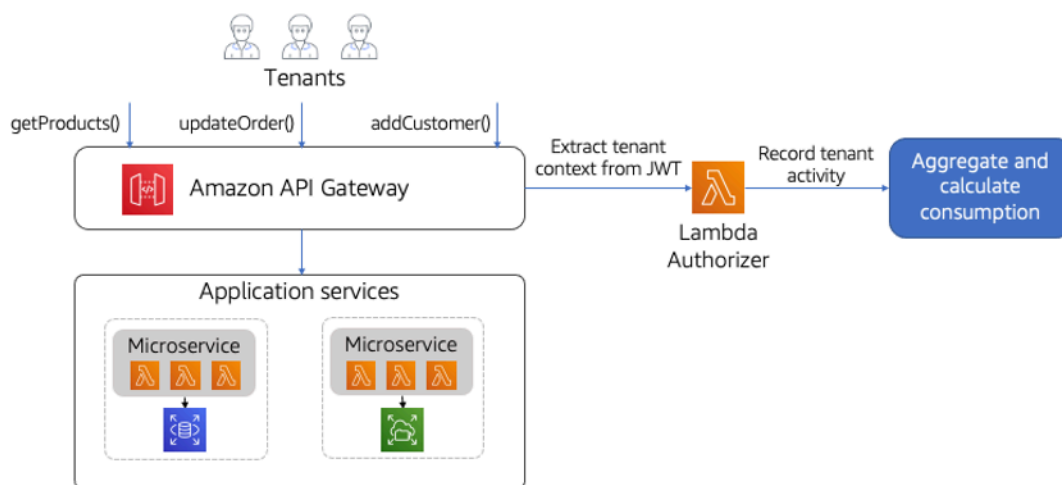 Tenants
getProducts()
updateOrder()
addCustomer()
Amazon API Gateway
Extract tenant
context from JWT
Lambda
Authorizer
Record tenant
activity
Aggregate and
calculate
consumption
Application services
Microservice
Microservice